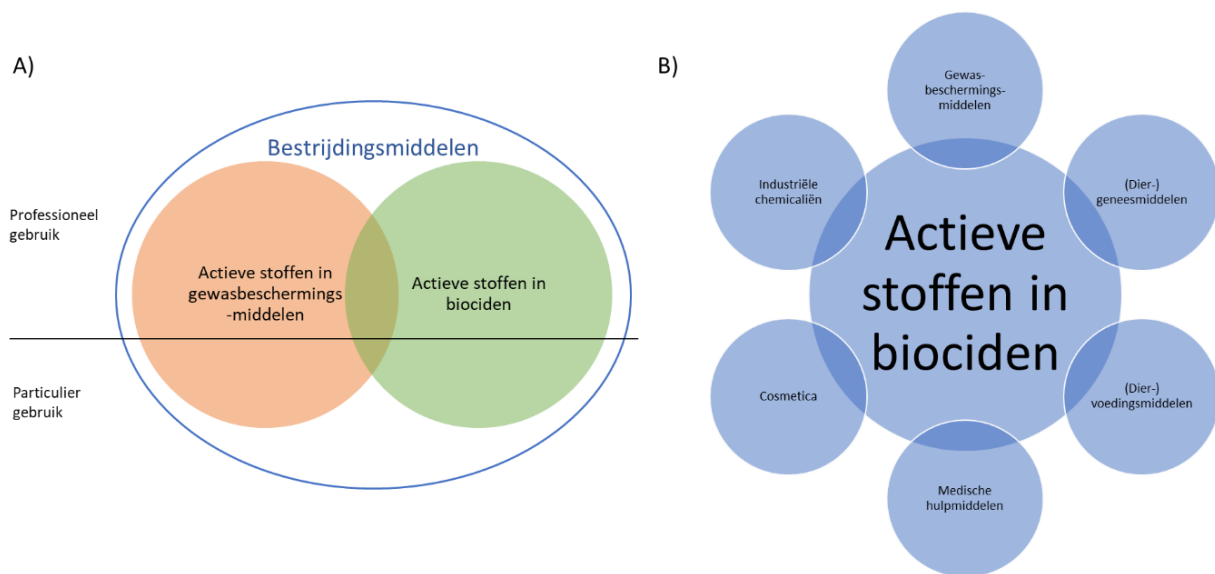 A)
Bestrijdingsmiddelen
Professioneel
gebruik
Actieve stoffen in
gewasbeschermings
-middelen
Actieve stoffen in
biociden
Particulier
gebruik
B)
Gewas-
beschermings-
middelen
Industriële
chemicaliën
(Dier-)
geneesmiddelen
Actieve
stoffen in
biociden
Cosmetica
(Dier-)
voedingsmiddelen
Medische
hulpmiddelen